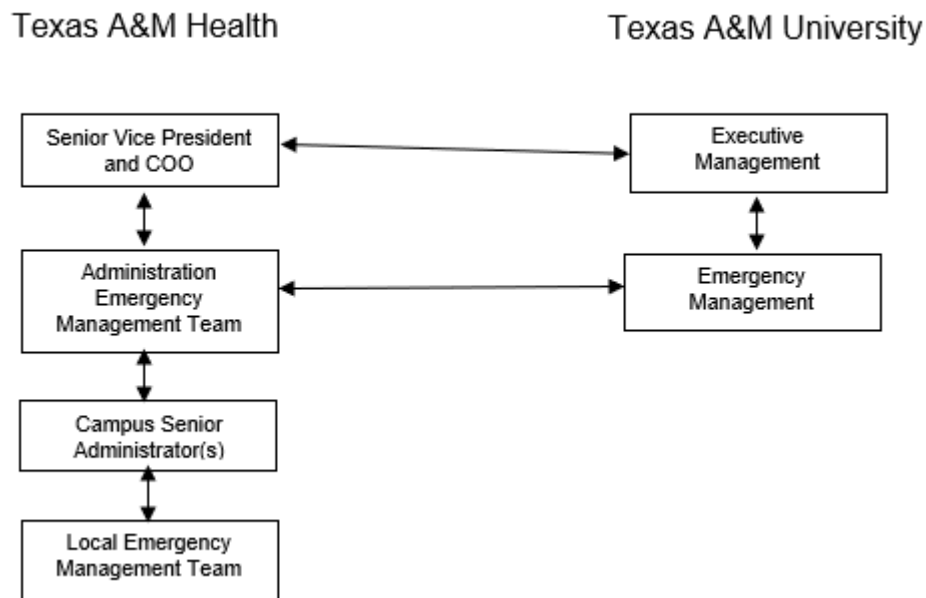 Texas A&M Health
Texas A&M University
Senior Vice President
and COO
Executive
Management
Administration
Emergency
Management Team
Emergency
Management
Campus Senior
Administrator(s)
Local Emergency
Management Team